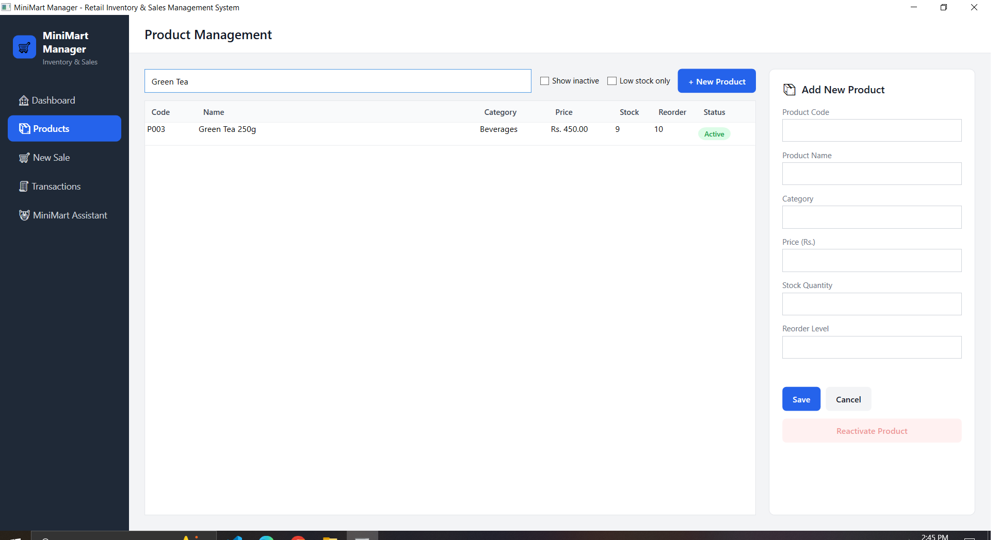 MiniMart Manager - Retail Inventory & Sales Management System
MiniMart
Manager
Inventory & Sales
Dashboard
Products
New Sale
Transactions
MiniMart Assistant
Product Management
Green Tea
Show inactive
Low stock only
+ New Product
Code Name Category Price Stock Reorder Status
P003 Green Tea 250g Beverages Rs. 450.00 9 10 Active
Add New Product
Product Code
Product Name
Category
Price (Rs.)
Stock Quantity
Reorder Level
Save Cancel
Reactivate Product
2:45 PM